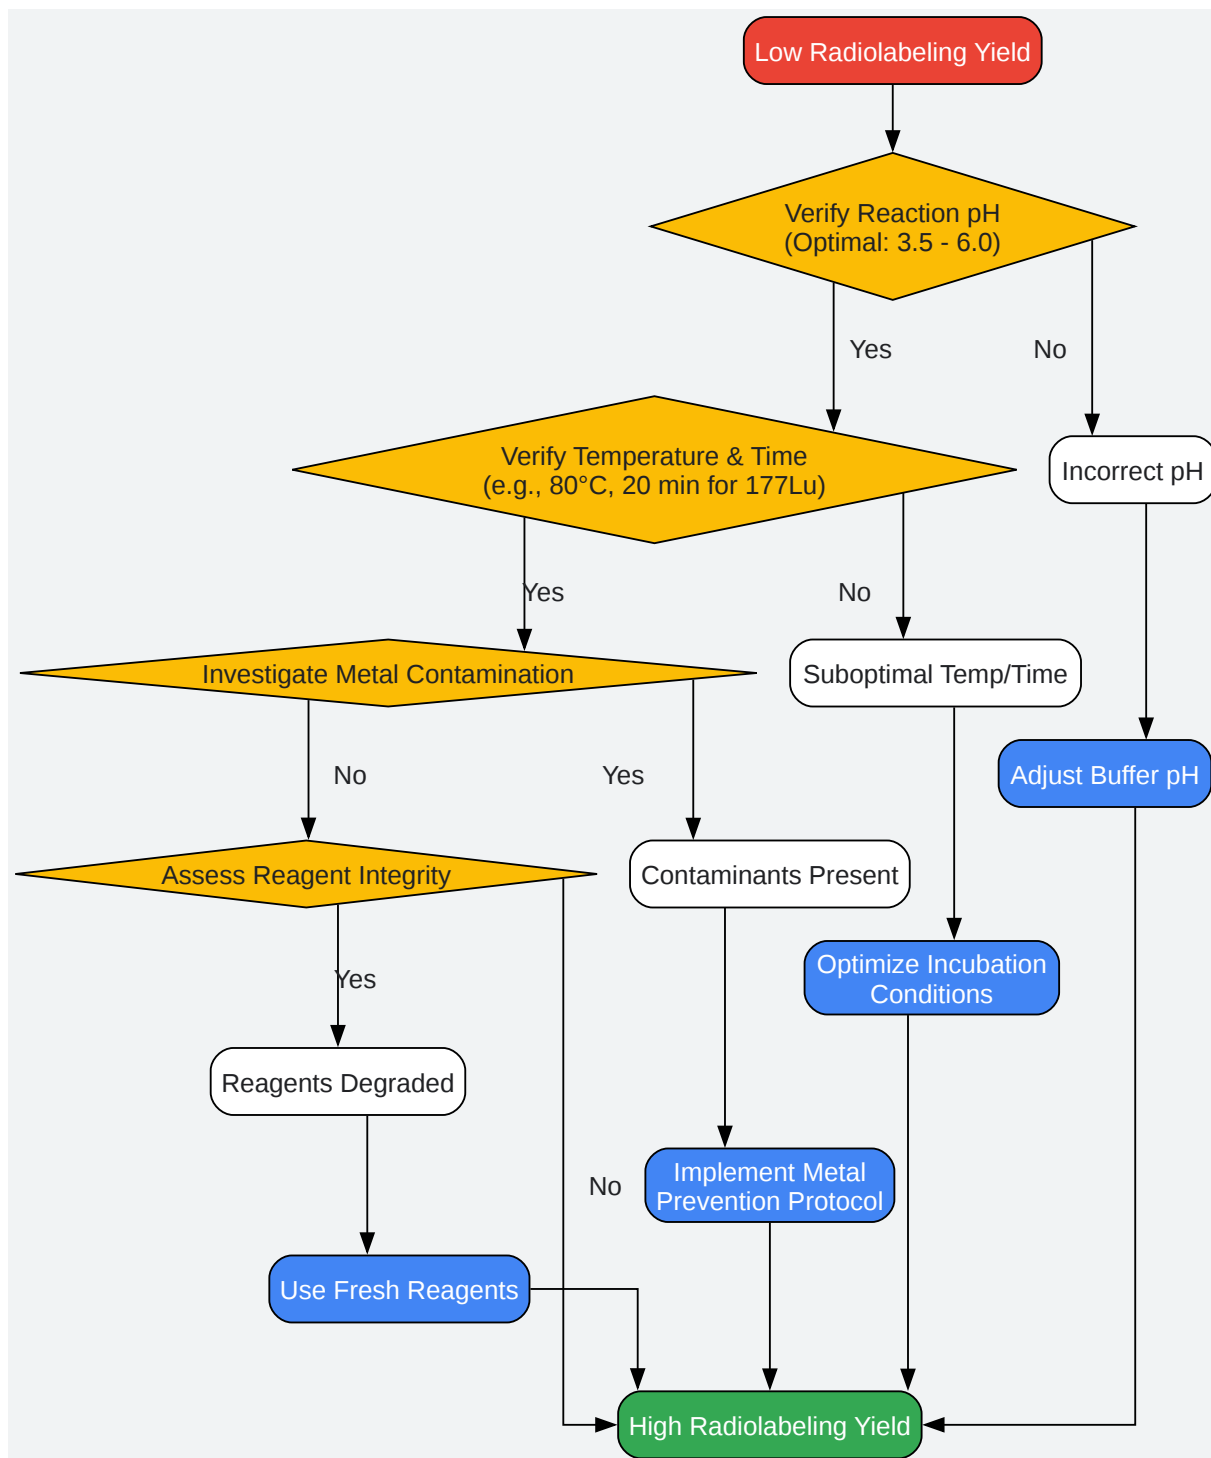 Low Radiolabeling Yield
Verify Reaction pH
(Optimal: 3.5 - 6.0)
Yes
No
Verify Temperature & Time
(e.g., 80°C, 20 min for 177Lu)
Incorrect pH
Yes
No
Investigate Metal Contamination
Suboptimal Temp/Time
No
Yes
Adjust Buffer pH
Assess Reagent Integrity
Contaminants Present
Yes
Optimize Incubation
Conditions
Reagents Degraded
No
Implement Metal
Prevention Protocol
Use Fresh Reagents
High Radiolabeling Yield